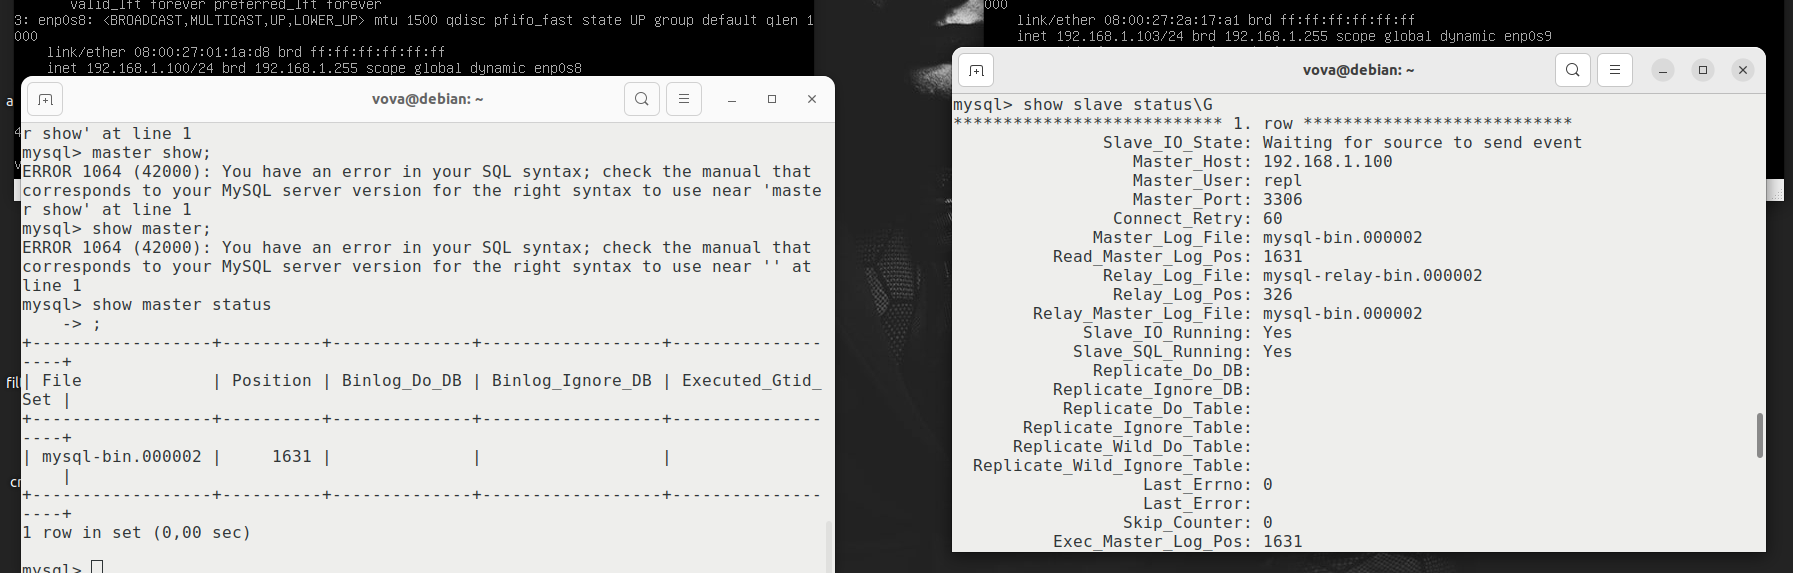 valid_lft forever preferred_lft forever
3: enp0s8: <BROADCAST,MULTICAST,UP,LOWER_UP> mtu 1500 qdisc pfifo_fast state UP group default qlen 1
000
link/ether 08:00:27:01:1a:d8 brd ff:ff:ff:ff:ff:ff
inet 192.168.1.100/24 brd 192.168.1.255 scope global dynamic enp0s8
vova@debian: ~
r show' at line 1
mysql> master show;
ERROR 1064 (42000): You have an error in your SQL syntax; check the manual that
corresponds to your MySQL server version for the right syntax to use near 'maste
r show' at line 1
mysql> show master;
ERROR 1064 (42000): You have an error in your SQL syntax; check the manual that
corresponds to your MySQL server version for the right syntax to use near '' at
line 1
mysql> show master status
    -> ;
+------------------+----------+--------------+------------------+---------------
----+
| File             | Position | Binlog_Do_DB | Binlog_Ignore_DB | Executed_Gtid_
Set |
+------------------+----------+--------------+------------------+---------------
----+
| mysql-bin.000002 |     1631 |              |                  |
    |
+------------------+----------+--------------+------------------+---------------
----+
1 row in set (0,00 sec)
mysql>
000
link/ether 08:00:27:2a:17:a1 brd ff:ff:ff:ff:ff:ff
inet 192.168.1.103/24 brd 192.168.1.255 scope global dynamic enp0s9
vova@debian: ~
mysql> show slave status\G
*************************** 1. row ***************************
Slave_IO_State: Waiting for source to send event
Master_Host: 192.168.1.100
Master_User: repl
Master_Port: 3306
Connect_Retry: 60
Master_Log_File: mysql-bin.000002
Read_Master_Log_Pos: 1631
Relay_Log_File: mysql-relay-bin.000002
Relay_Log_Pos: 326
Relay_Master_Log_File: mysql-bin.000002
Slave_IO_Running: Yes
Slave_SQL_Running: Yes
Replicate_Do_DB:
Replicate_Ignore_DB:
Replicate_Do_Table:
Replicate_Ignore_Table:
Replicate_Wild_Do_Table:
Replicate_Wild_Ignore_Table:
Last_Errno: 0
Last_Error:
Skip_Counter: 0
Exec_Master_Log_Pos: 1631